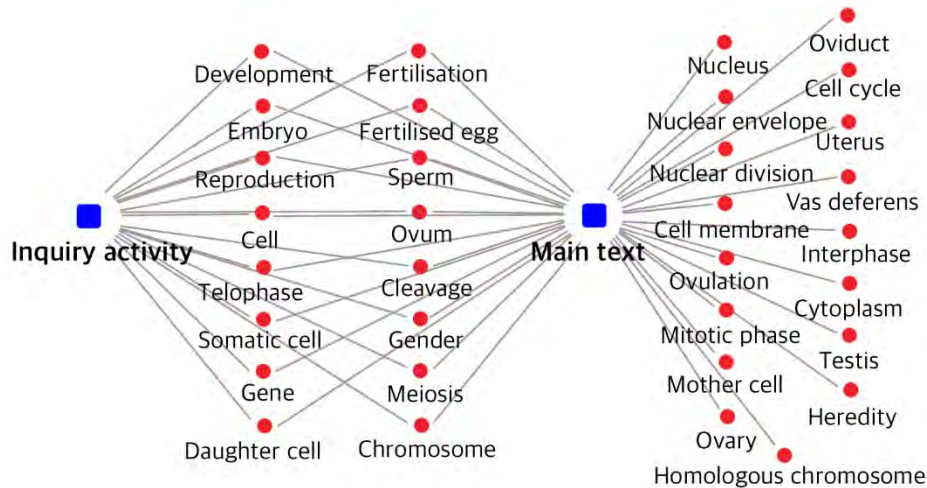 Development
Fertilisation
Nucleus
Oviduct
Cell cycle
Embryo
Fertilised egg
Nuclear envelope
Uterus
Reproduction
Sperm
Nuclear division
Vas deferens
Inquiry activity
Cell
Ovum
Main text
Cell membrane
Interphase
Telophase
Cleavage
Ovulation
Cytoplasm
Somatic cell
Gender
Mitotic phase
Testis
Gene
Meiosis
Mother cell
Heredity
Daughter cell
Chromosome
Ovary
Homologous chromosome